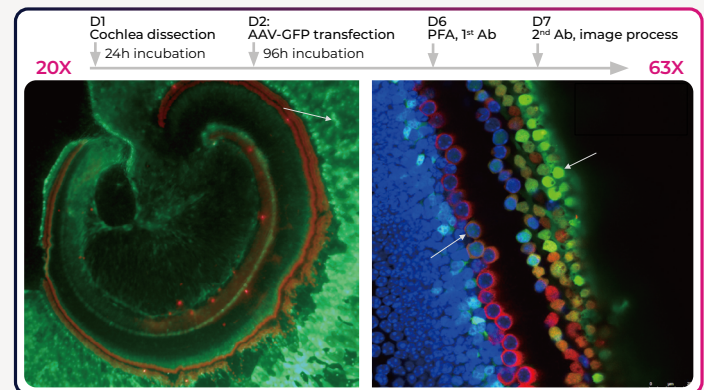 D1
Cochlea dissection
D2:
AAV-GFP transfection
D6
PFA, 1st Ab
D7
2nd Ab, image process
24h incubation
96h incubation
20X
63X